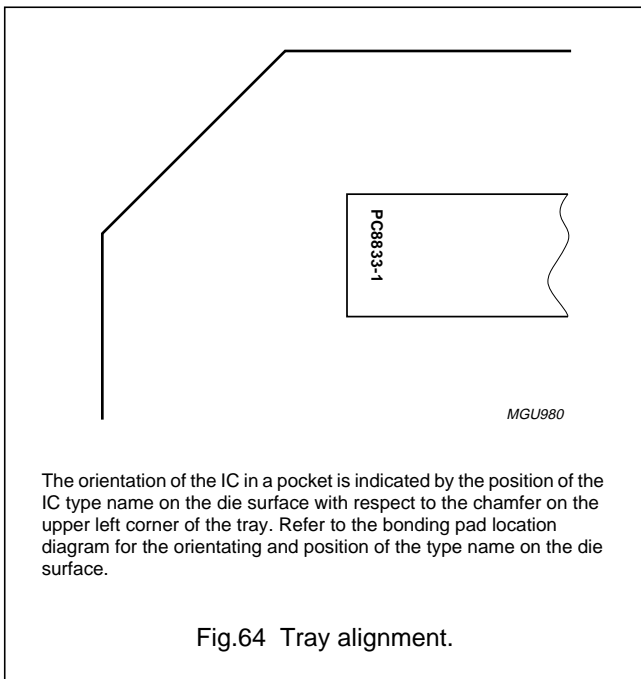 PC8833-1
MGU980
The orientation of the IC in a pocket is indicated by the position of the
IC type name on the die surface with respect to the chamfer on the
upper left corner of the tray. Refer to the bonding pad location
diagram for the orientating and position of the type name on the die
surface.
Fig.64 Tray alignment.